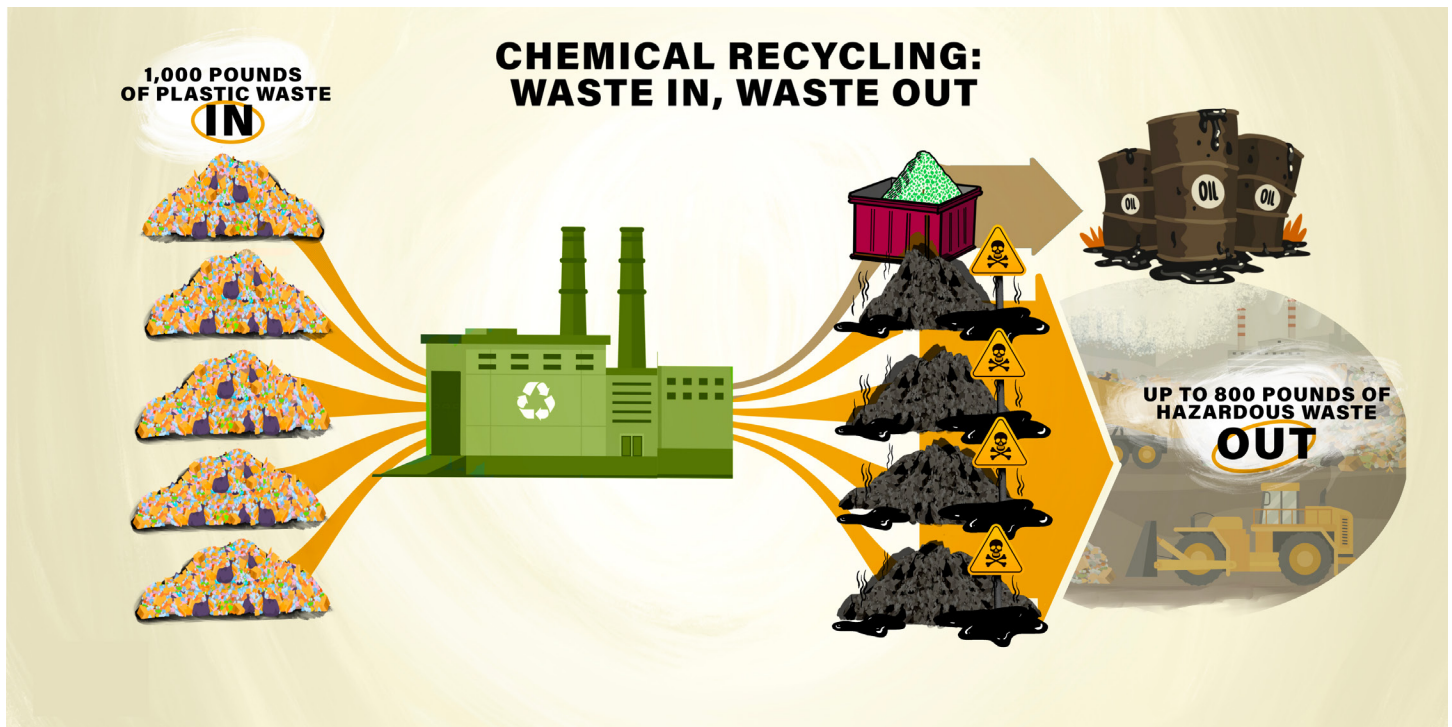 CHEMICAL RECYCLING:
WASTE IN, WASTE OUT
1,000 POUNDS
OF PLASTIC WASTE
IN
OIL
OIL
OIL
UP TO 800 POUNDS OF
HAZARDOUS WASTE
OUT